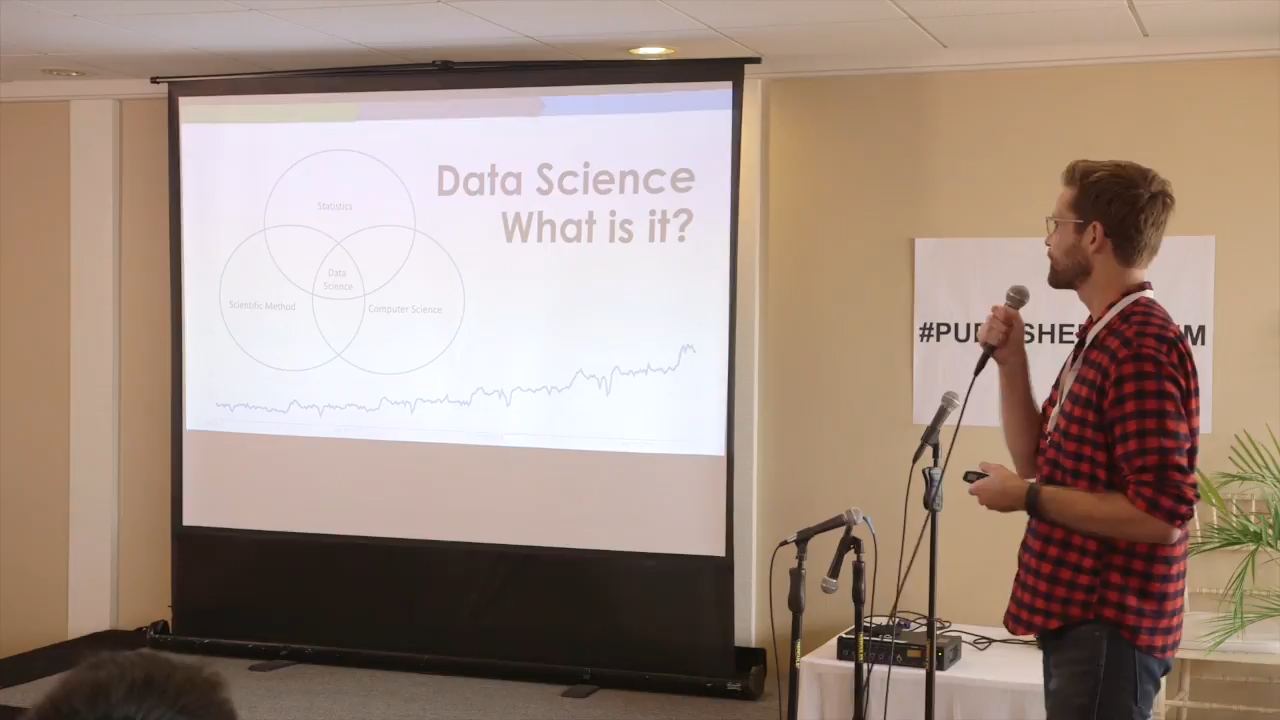 Data Science
What is it?
Statistics
Data
Science
Scientific Method
Computer Science